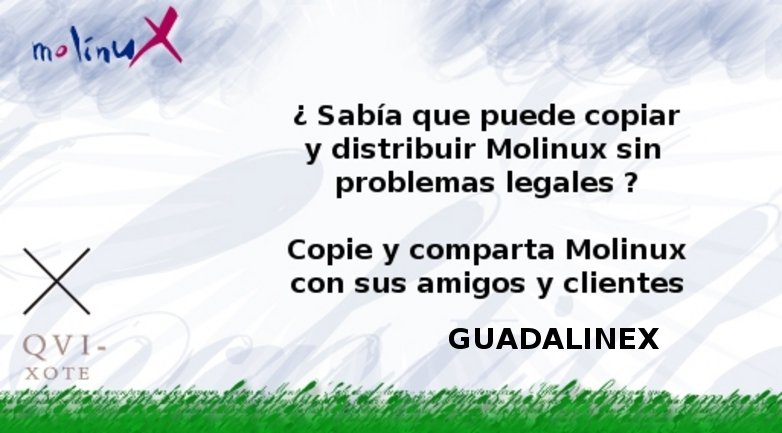 molinux
¿ Sabía que puede copiar
y distribuir Molinux sin
problemas legales ?
Copie y comparta Molinux
con sus amigos y clientes
GUADALINEX
QVI-
XOTE